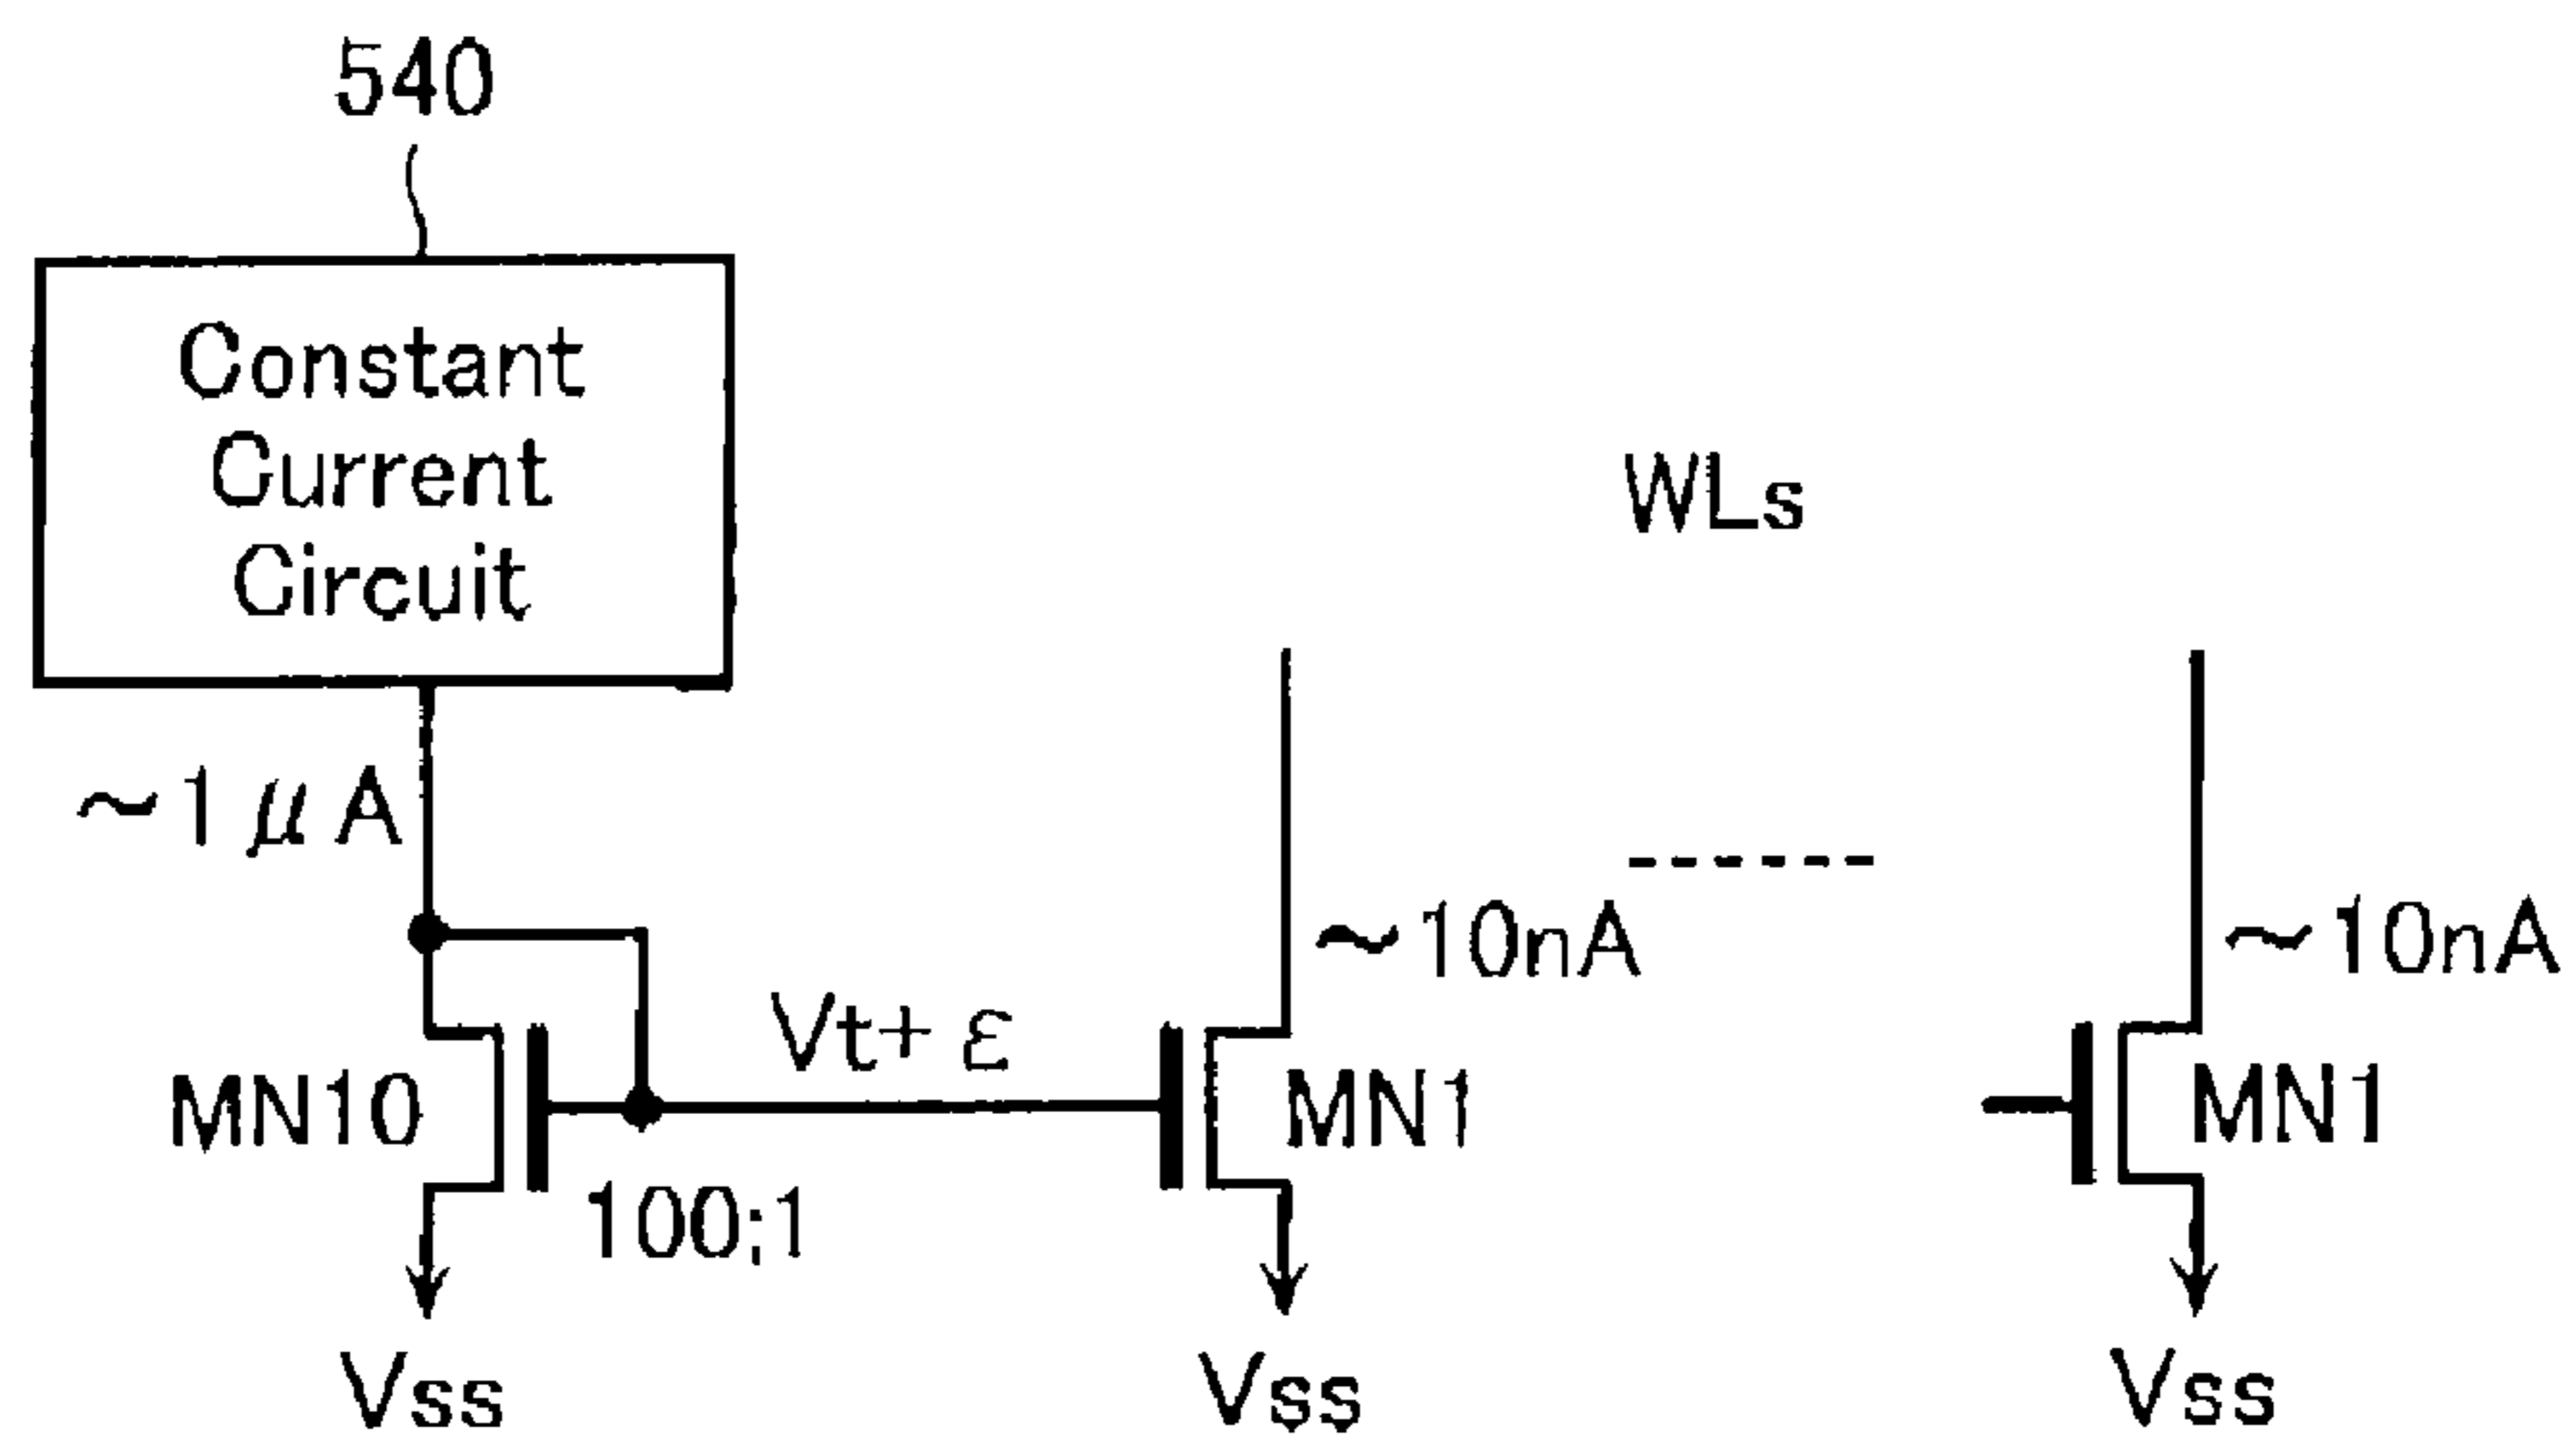 540
Constant
Current
Circuit
WLs
~1μA
~10nA
~10nA
Vt+ε
MN10
MN1
MN1
100;1
Vss
Vss
Vss